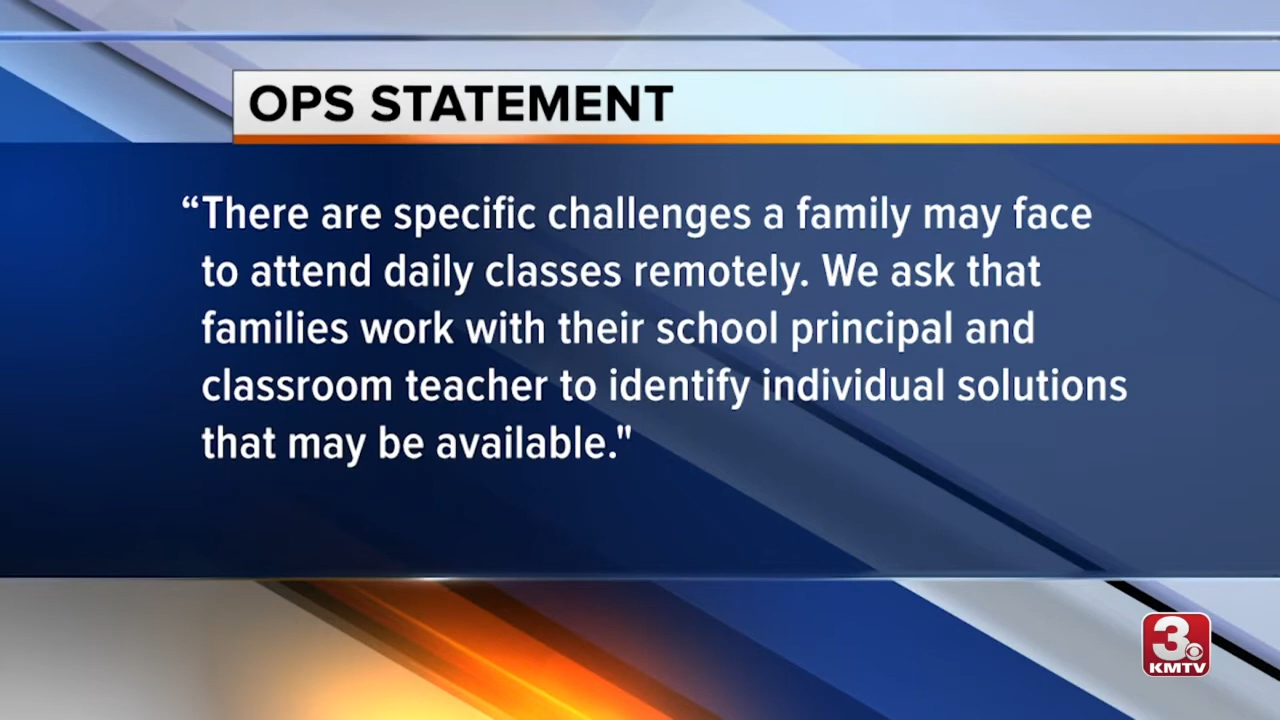 OPS STATEMENT
“There are specific challenges a family may face
to attend daily classes remotely. We ask that
families work with their school principal and
classroom teacher to identify individual solutions
that may be available."
3
KMTV